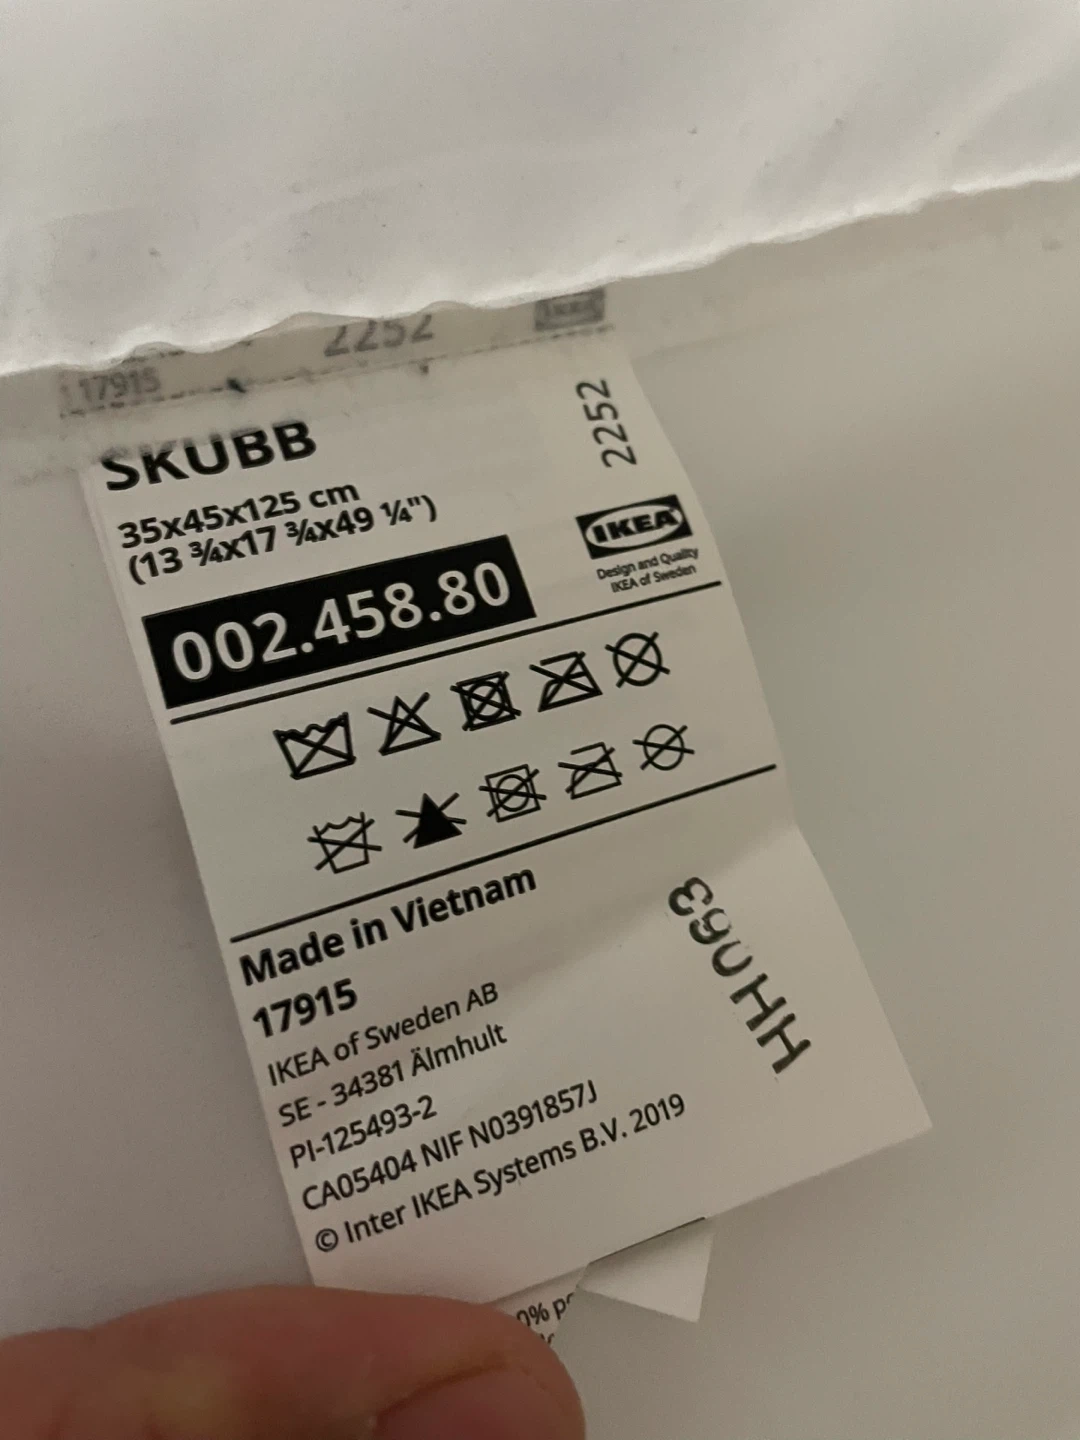 2252
17915
SKUBB
35x45x125 cm
(13 ¾x17 ¾x49 ¼")
2252
IKEA
Design and Quality
IKEA of Sweden
002.458.80
Made in Vietnam
17915
IKEA of Sweden AB
SE - 34381 Älmhult
PI-125493-2
CA05404 NIF N0391857J
© Inter IKEA Systems B.V. 2019
0%